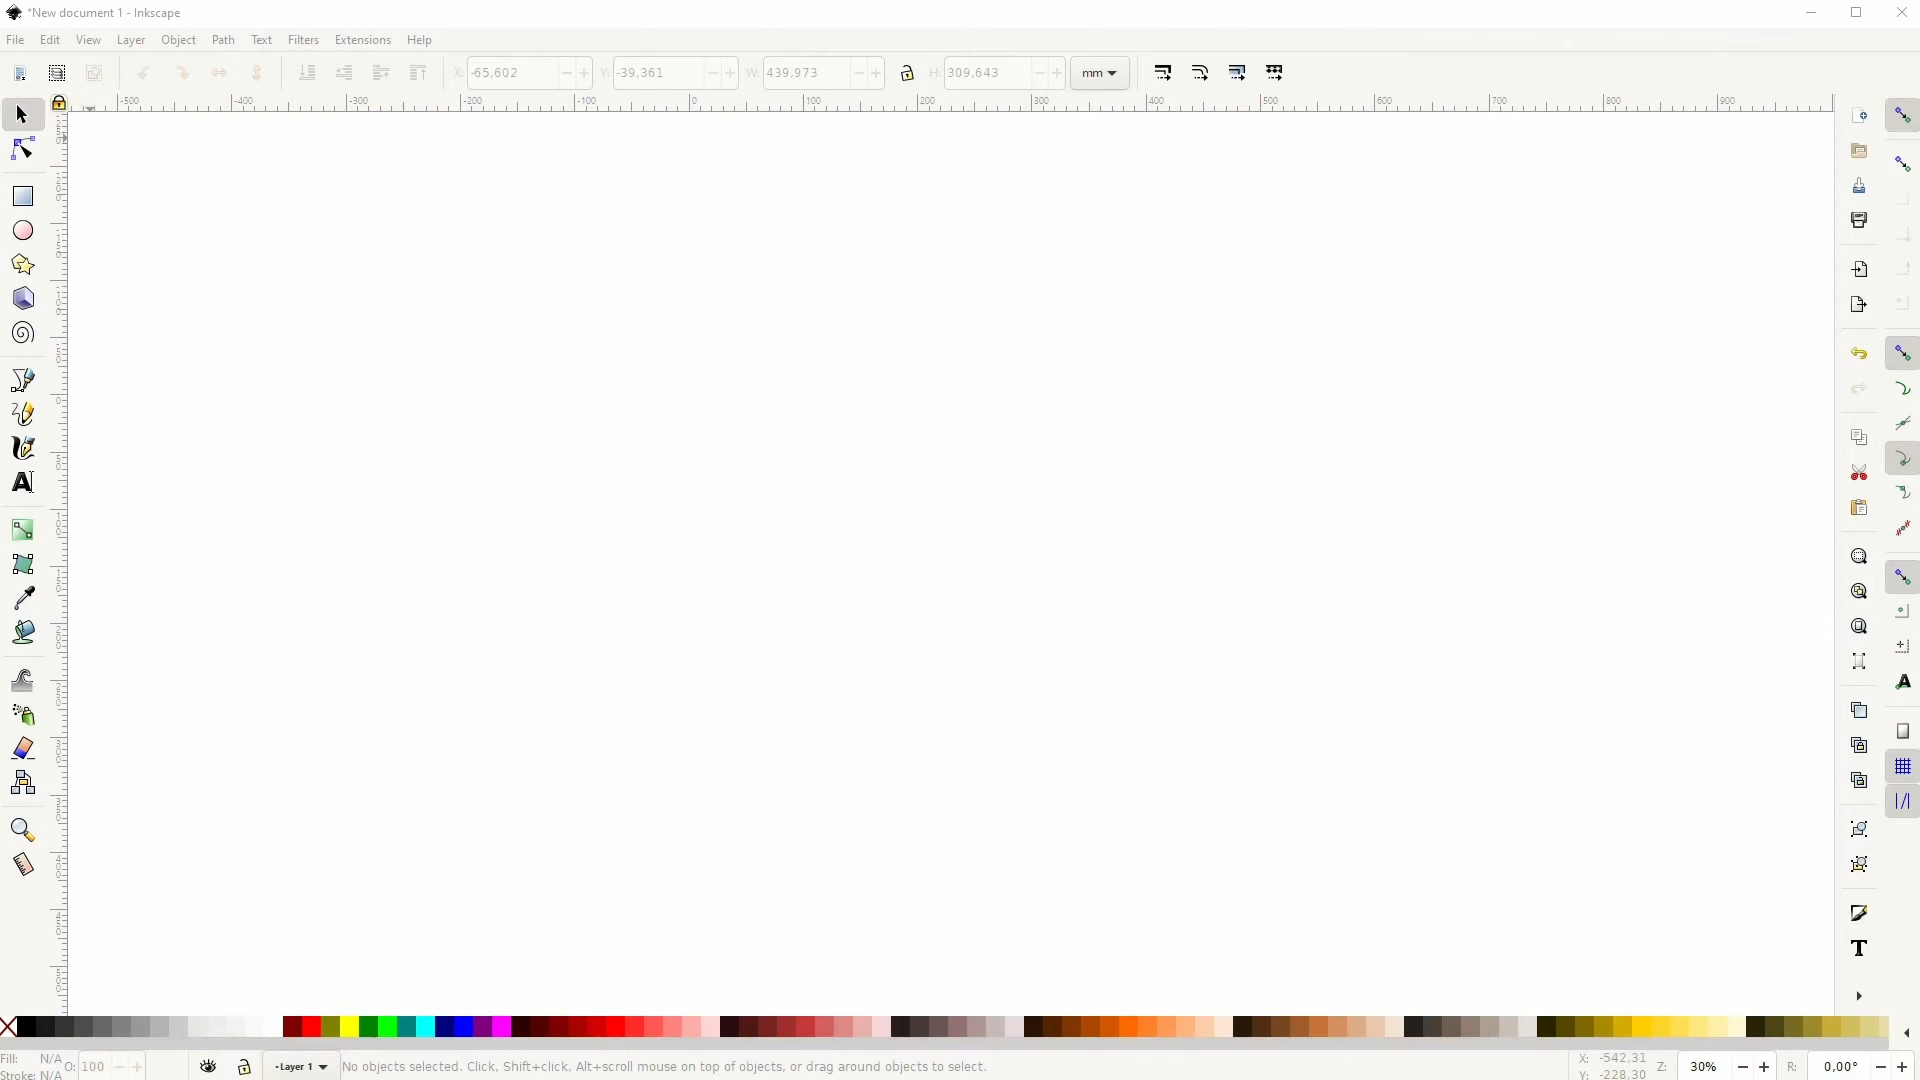 *New document 1 - Inkscape
File Edit View Layer Object Path Text Filters Extensions Help
X: -65,602 Y: -39,361 W: 439,973 H: 309,643 mm
-500 -400 -300 -200 -100 0 100 200 300 400 500 600 700 800 900
Fill: N/A O: 100 Layer 1 No objects selected. Click, Shift+click, Alt+scroll mouse on top of objects, or drag around objects to select. X: -542,31 Z: 30% R: 0,00°
Stroke: N/A Y: -228,30